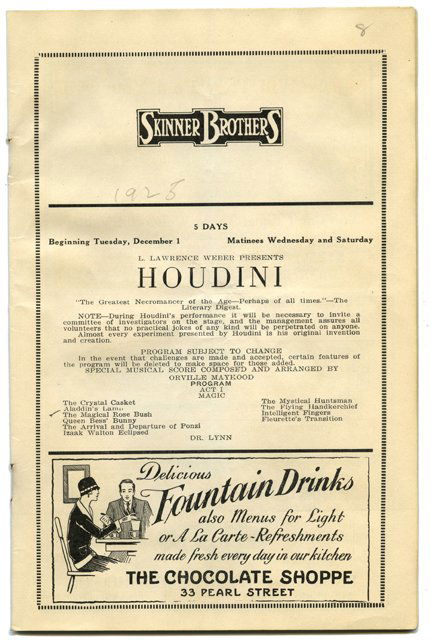 8
SKINNER BROTHERS
1925
5 DAYS
Beginning Tuesday, December 1 Matinees Wednesday and Saturday
L. LAWRENCE WEBER PRESENTS
HOUDINI
"The Greatest Necromancer of the Age—Perhaps of all times."—The
Literary Digest.
NOTE—During Houdini's performance it will be necessary to invite a
committee of investigators on the stage, and the management assures all
volunteers that no practical jokes of any kind will be perpetrated on anyone.
Almost every experiment presented by Houdini is his original invention
and creation.
PROGRAM SUBJECT TO CHANGE
In the event that challenges are made and accepted, certain features of
the program will be deleted to make space for those added.
SPECIAL MUSICAL SCORE COMPOSED AND ARRANGED BY
ORVILLE MAYHOOD
PROGRAM
ACT I
MAGIC
The Crystal Casket
Aladdin's Lamp
The Magical Rose Bush
Queen Bess' Bunny
The Arrival and Departure of Ponzi
Izaak Walton Eclipsed
The Mystical Huntsman
The Flying Handkerchief
Intelligent Fingers
Fleurette's Transition
DR. LYNN
Delicious
Fountain Drinks
also Menus for Light
or A La Carte-Refreshments
made fresh every day in our kitchen
THE CHOCOLATE SHOPPE
33 PEARL STREET